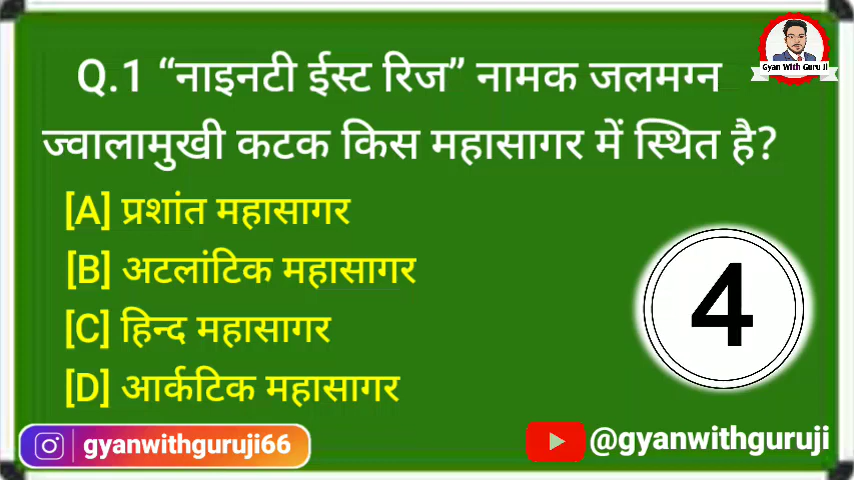 Gyan With Guru Ji
Q.1 “नाइनटी ईस्ट रिज” नामक जलमग्न
ज्वालामुखी कटक किस महासागर में स्थित है?
[A] प्रशांत महासागर
[B] अटलांटिक महासागर
[C] हिन्द महासागर
[D] आर्कटिक महासागर
4
gyanwithguruji66
@gyanwithguruji